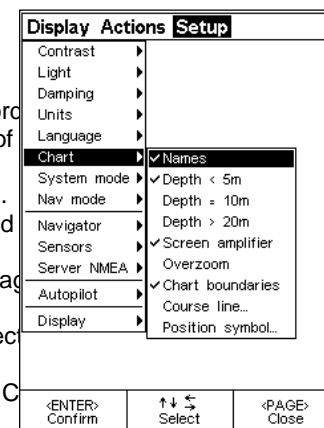 Display Actions Setup
Contrast
Light
Damping
Units
Language
Chart
System mode
Nav mode
Navigator
Sensors
Server NMEA
Autopilot
Display
✓Names
✓Depth < 5m
Depth = 10m
Depth > 20m
✓Screen amplifier
Overzoom
✓Chart boundaries
Course line...
Position symbol...
of
<ENTER>
Confirm
Select
<PAGE>
Close